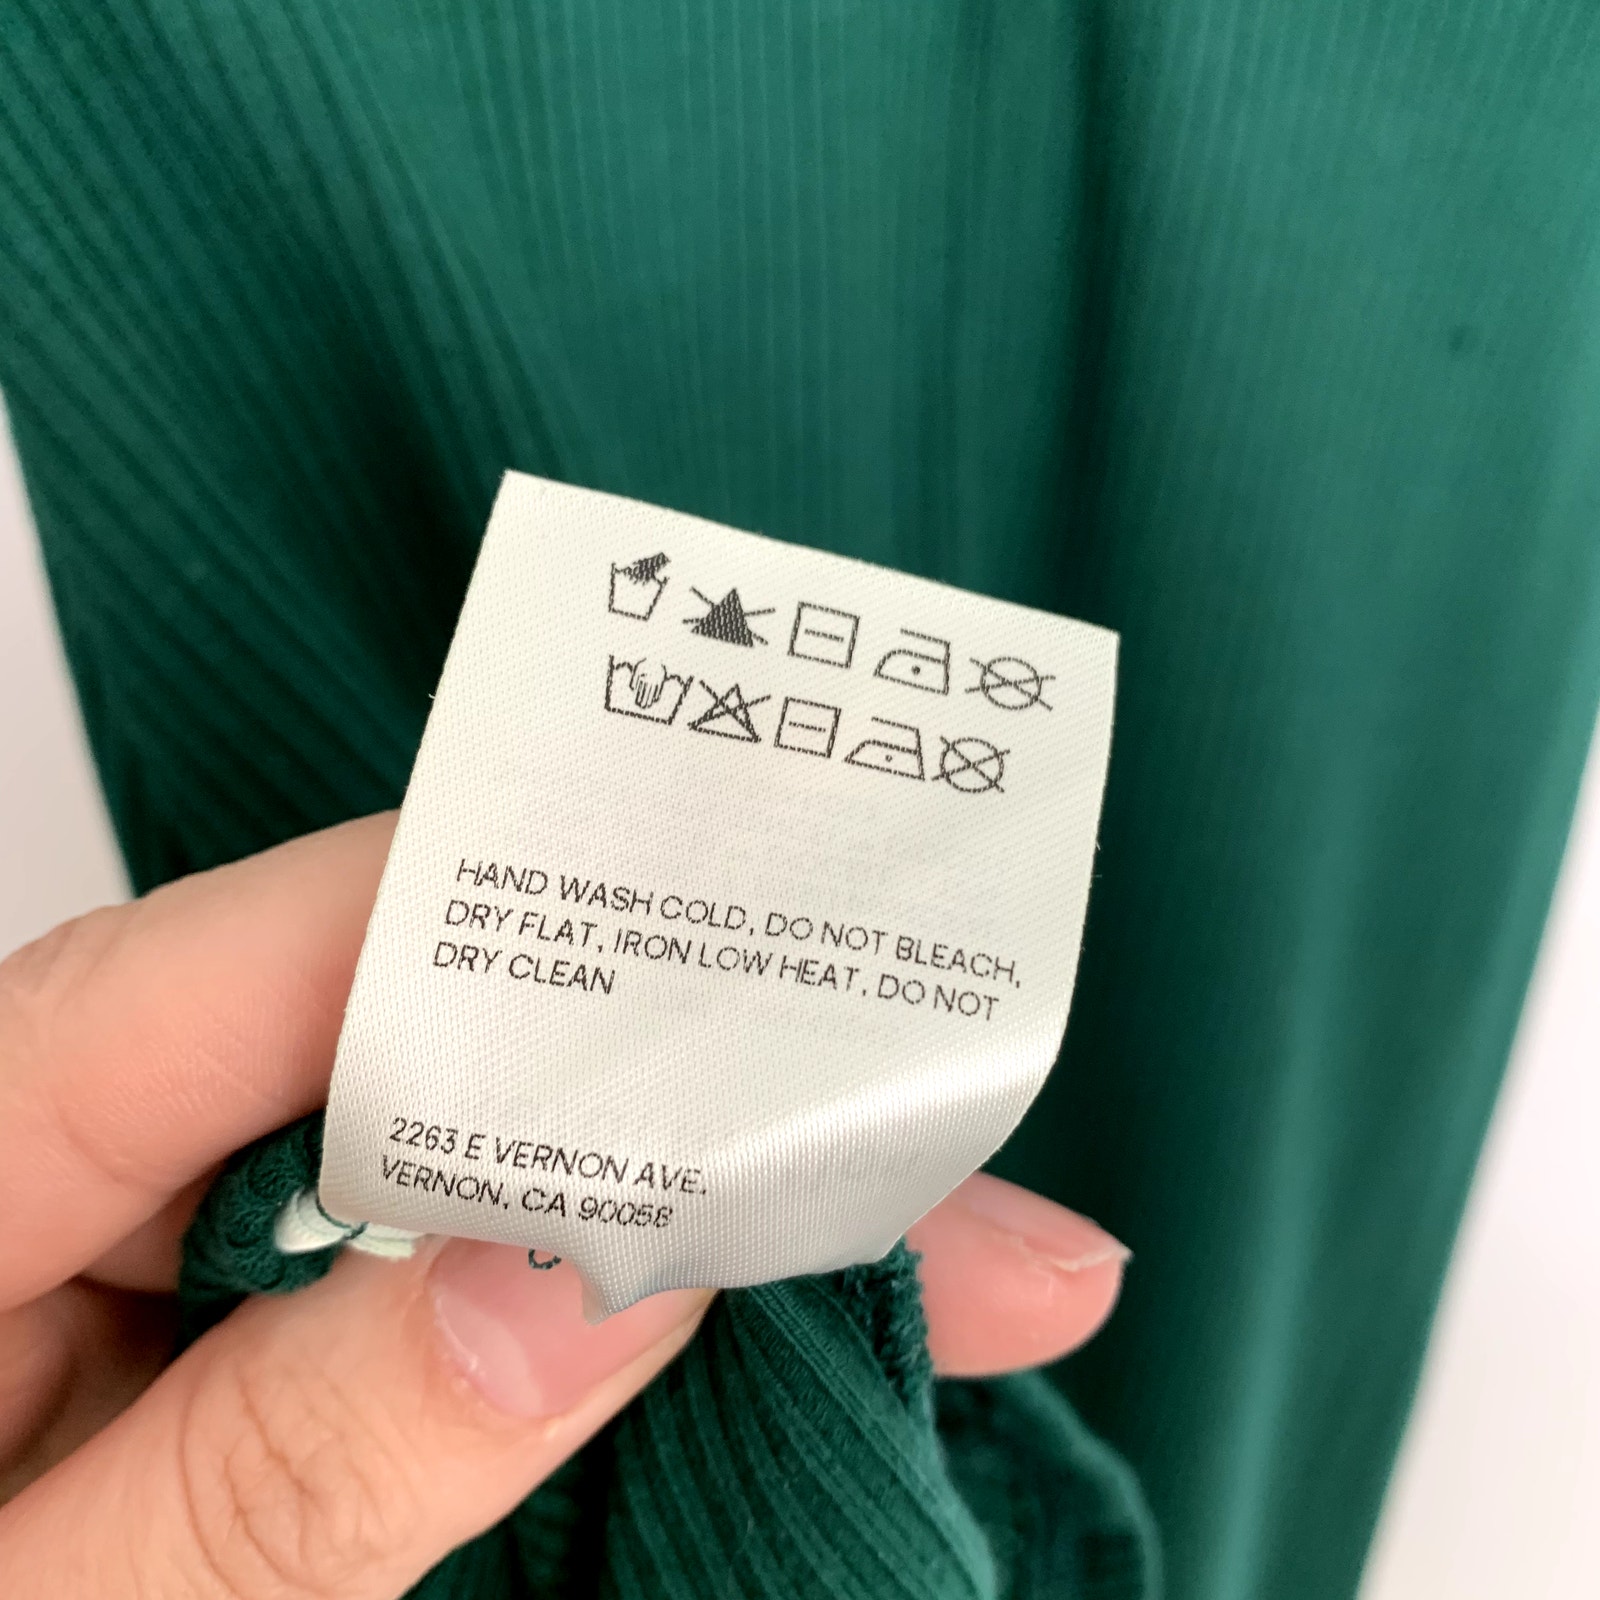 HAND WASH COLD, DO NOT BLEACH,
DRY FLAT, IRON LOW HEAT, DO NOT
DRY CLEAN
2263 E VERNON AVE.
VERNON, CA 90058